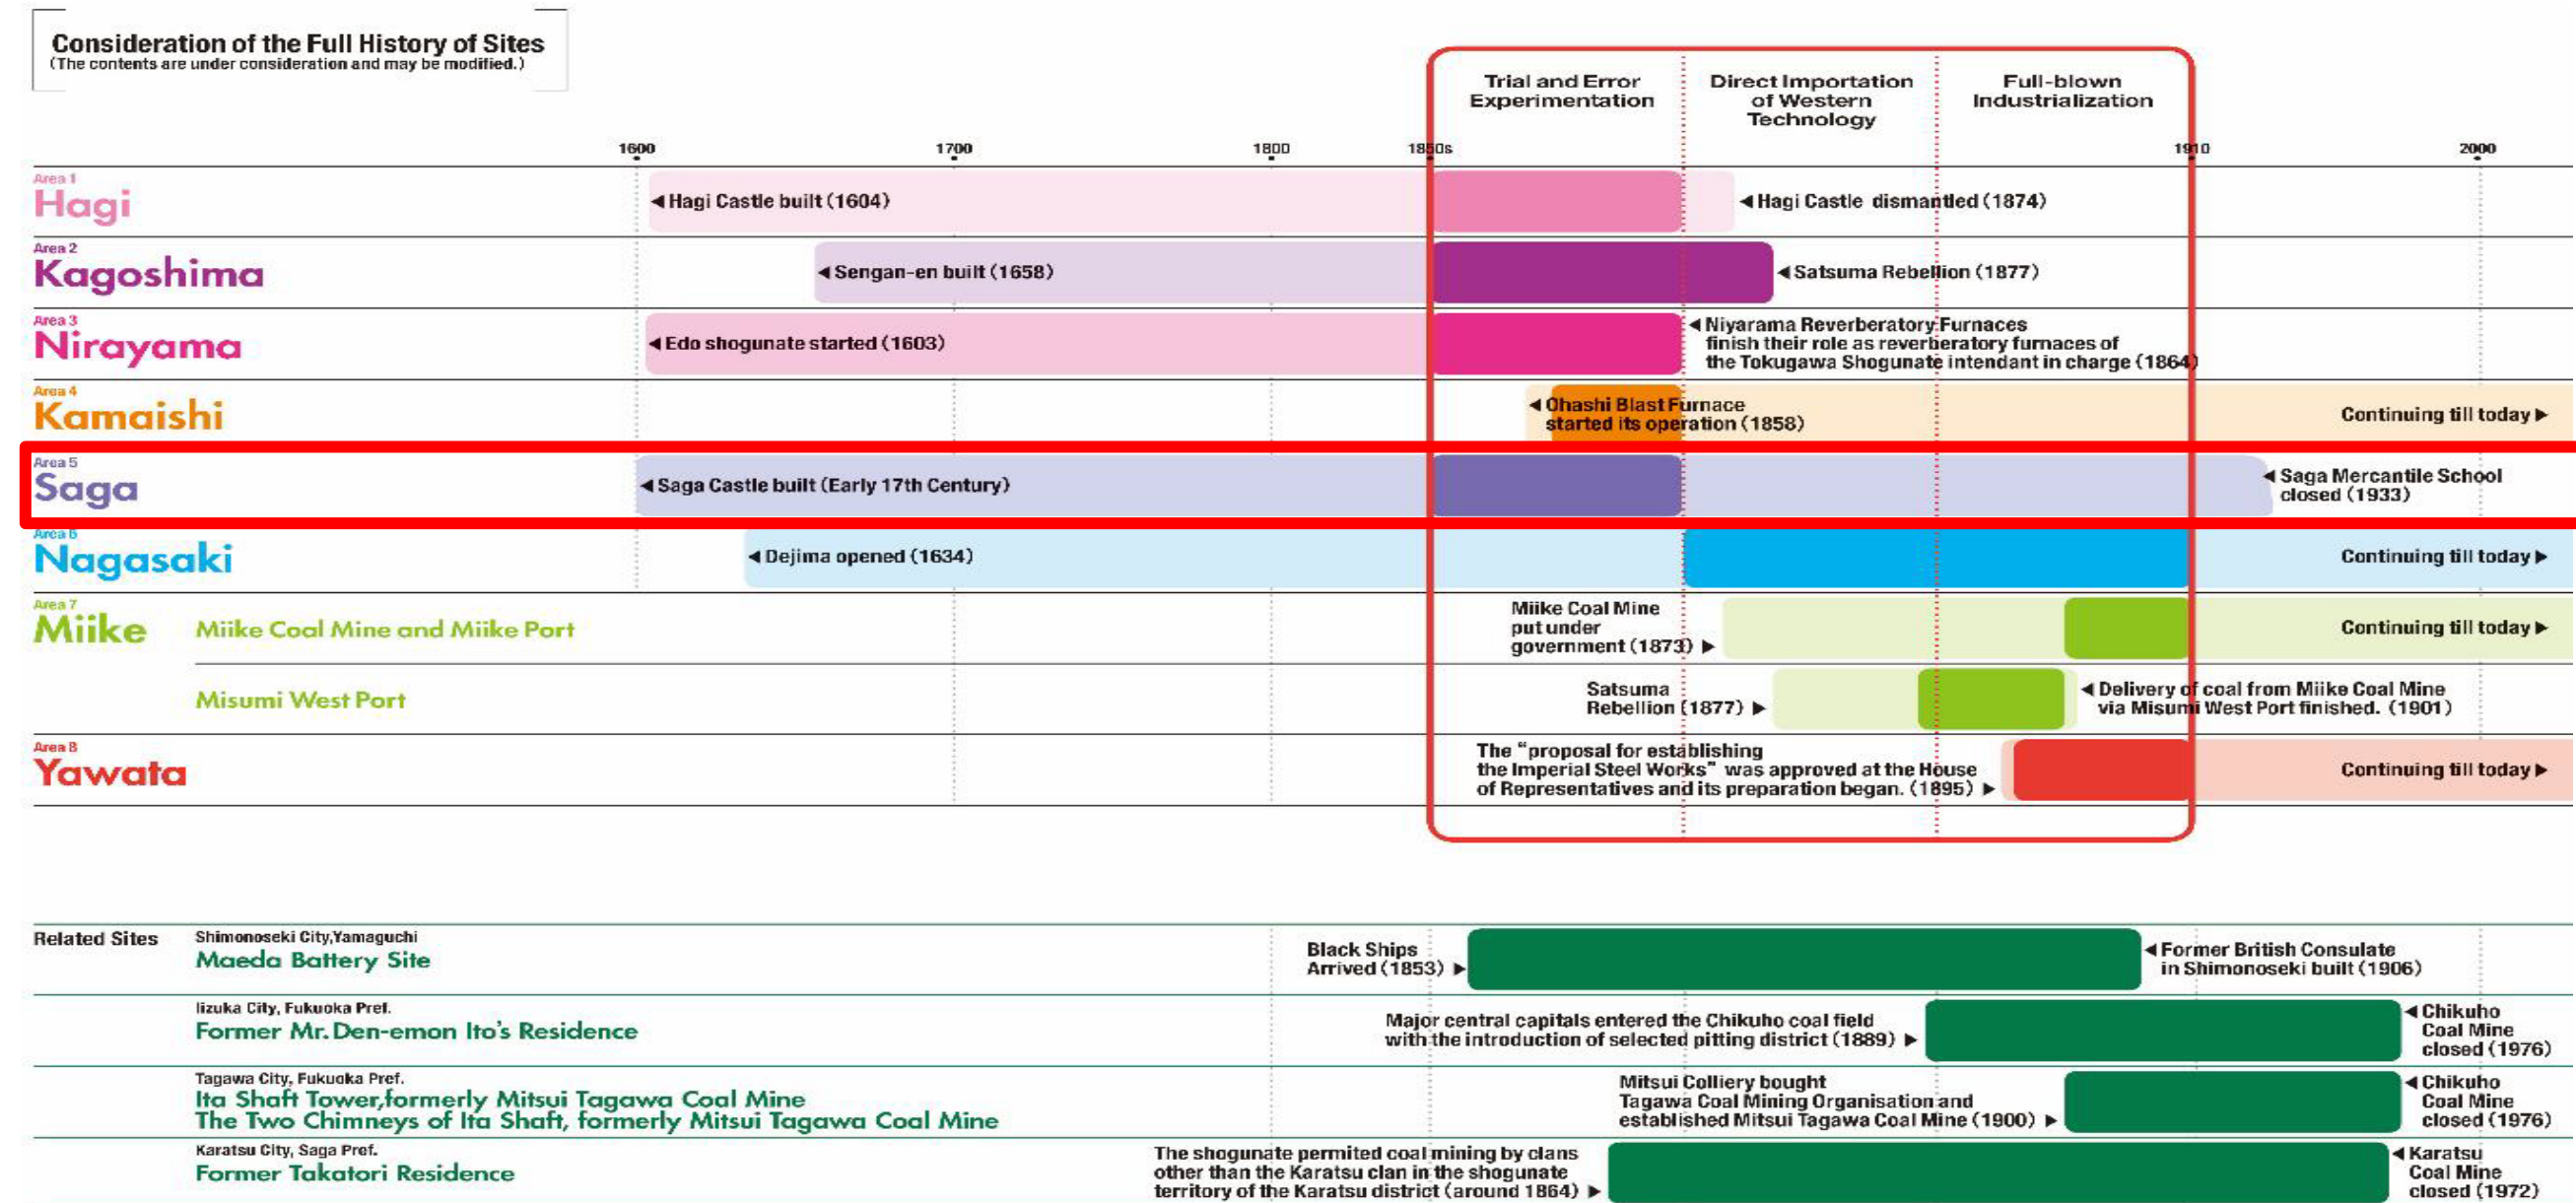 Consideration of the Full History of Sites
(The contents are under consideration and may be modified.)
Trial and Error
Experimentation
Direct Importation
of Western
Technology
Full-blown
Industrialization
1600
1700
1800
1850s
1910
2000
Area 1
Hagi
◀Hagi Castle built (1604)
◀Hagi Castle dismantled (1874)
Area 2
Kagoshima
◀Sengan-en built (1658)
◀Satsuma Rebellion (1877)
Area 3
Nirayama
◀Edo shogunate started (1603)
◀Niyarama Reverberatory Furnaces
finish their role as reverberatory furnaces of
the Tokugawa Shogunate intendant in charge (1864)
Area 4
Kamaishi
◀Ohashi Blast Furnace
started its operation (1858)
Continuing till today▶
Area 5
Saga
◀Saga Castle built (Early 17th Century)
◀Saga Mercantile School
closed (1933)
Area 6
Nagasaki
◀Dejima opened (1634)
Continuing till today▶
Area 7
Miike
Miike Coal Mine and Miike Port
Miike Coal Mine
put under
government (1873) ▶
Continuing till today▶
Misumi West Port
Satsuma
Rebellion (1877) ▶
◀Delivery of coal from Miike Coal Mine
via Misumi West Port finished. (1901)
Area 8
Yawata
The “proposal for establishing
the Imperial Steel Works” was approved at the House
of Representatives and its preparation began. (1895) ▶
Continuing till today▶
Related Sites
Shimonoseki City,Yamaguchi
Maeda Battery Site
Black Ships
Arrived (1853) ▶
◀Former British Consulate
in Shimonoseki built (1906)
Iizuka City, Fukuoka Pref.
Former Mr. Den-emon Ito's Residence
Major central capitals entered the Chikuho coal field
with the introduction of selected pitting district (1889) ▶
◀Chikuho
Coal Mine
closed (1976)
Tagawa City, Fukuoka Pref.
Ita Shaft Tower,formerly Mitsui Tagawa Coal Mine
The Two Chimneys of Ita Shaft, formerly Mitsui Tagawa Coal Mine
Mitsui Colliery bought
Tagawa Coal Mining Organisation and
established Mitsui Tagawa Coal Mine (1900) ▶
◀Chikuho
Coal Mine
closed (1976)
Karatsu City, Saga Pref.
Former Takatori Residence
The shogunate permited coal mining by clans
other than the Karatsu clan in the shogunate
territory of the Karatsu district (around 1864) ▶
◀Karatsu
Coal Mine
closed (1972)